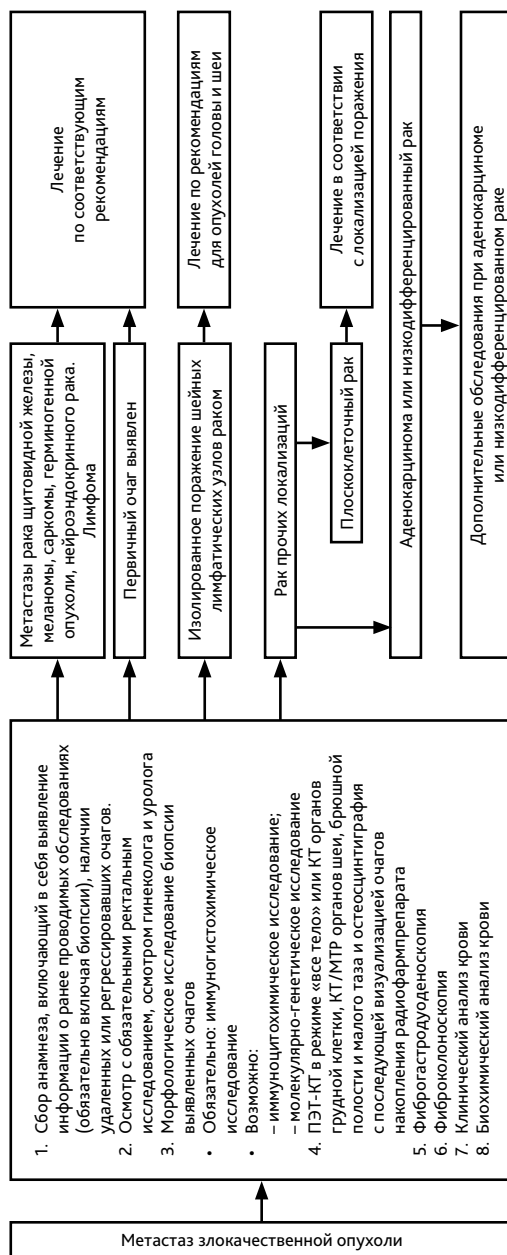 Метастаз злокачественной опухоли
1. Сбор анамнеза, включающий в себя выявление
информации о ранее проводимых обследованиях
(обязательно включая биопсии), наличии
удаленных или регрессировавших очагов.
2. Осмотр с обязательными ректальным
исследованием, осмотром гинеколога и уролога
3. Морфологическое исследование биопсии
выявленных очагов
• Обязательно: иммуногистохимическое
исследование
• Возможно:
– иммуноцитохимическое исследование;
– молекулярно-генетическое исследование
4. ПЭТ-КТ в режиме «все тело» или КТ органов
грудной клетки, КТ/МТР органов шеи, брюшной
полости и малого таза и остеосцинтиграфия
с последующей визуализацией очагов
накопления радиофармпрепарата
5. Фиброгастродуоденоскопия
6. Фиброколоноскопия
7. Клинический анализ крови
8. Биохимический анализ крови
Метастазы рака щитовидной железы,
меланомы, саркомы, герминогенной
опухоли, нейроэндокринного рака.
Лимфома
Первичный очаг выявлен
Лечение
по соответствующим
рекомендациям
Изолированное поражение шейных
лимфатических узлов раком
Лечение по рекомендациям
для опухолей головы и шеи
Рак прочих локализаций
Плоскоклеточный рак
Лечение в соответствии
с локализацией поражения
Аденокарцинома или низкодифференцированный рак
Дополнительные обследования при аденокарциноме
или низкодифференцированном раке